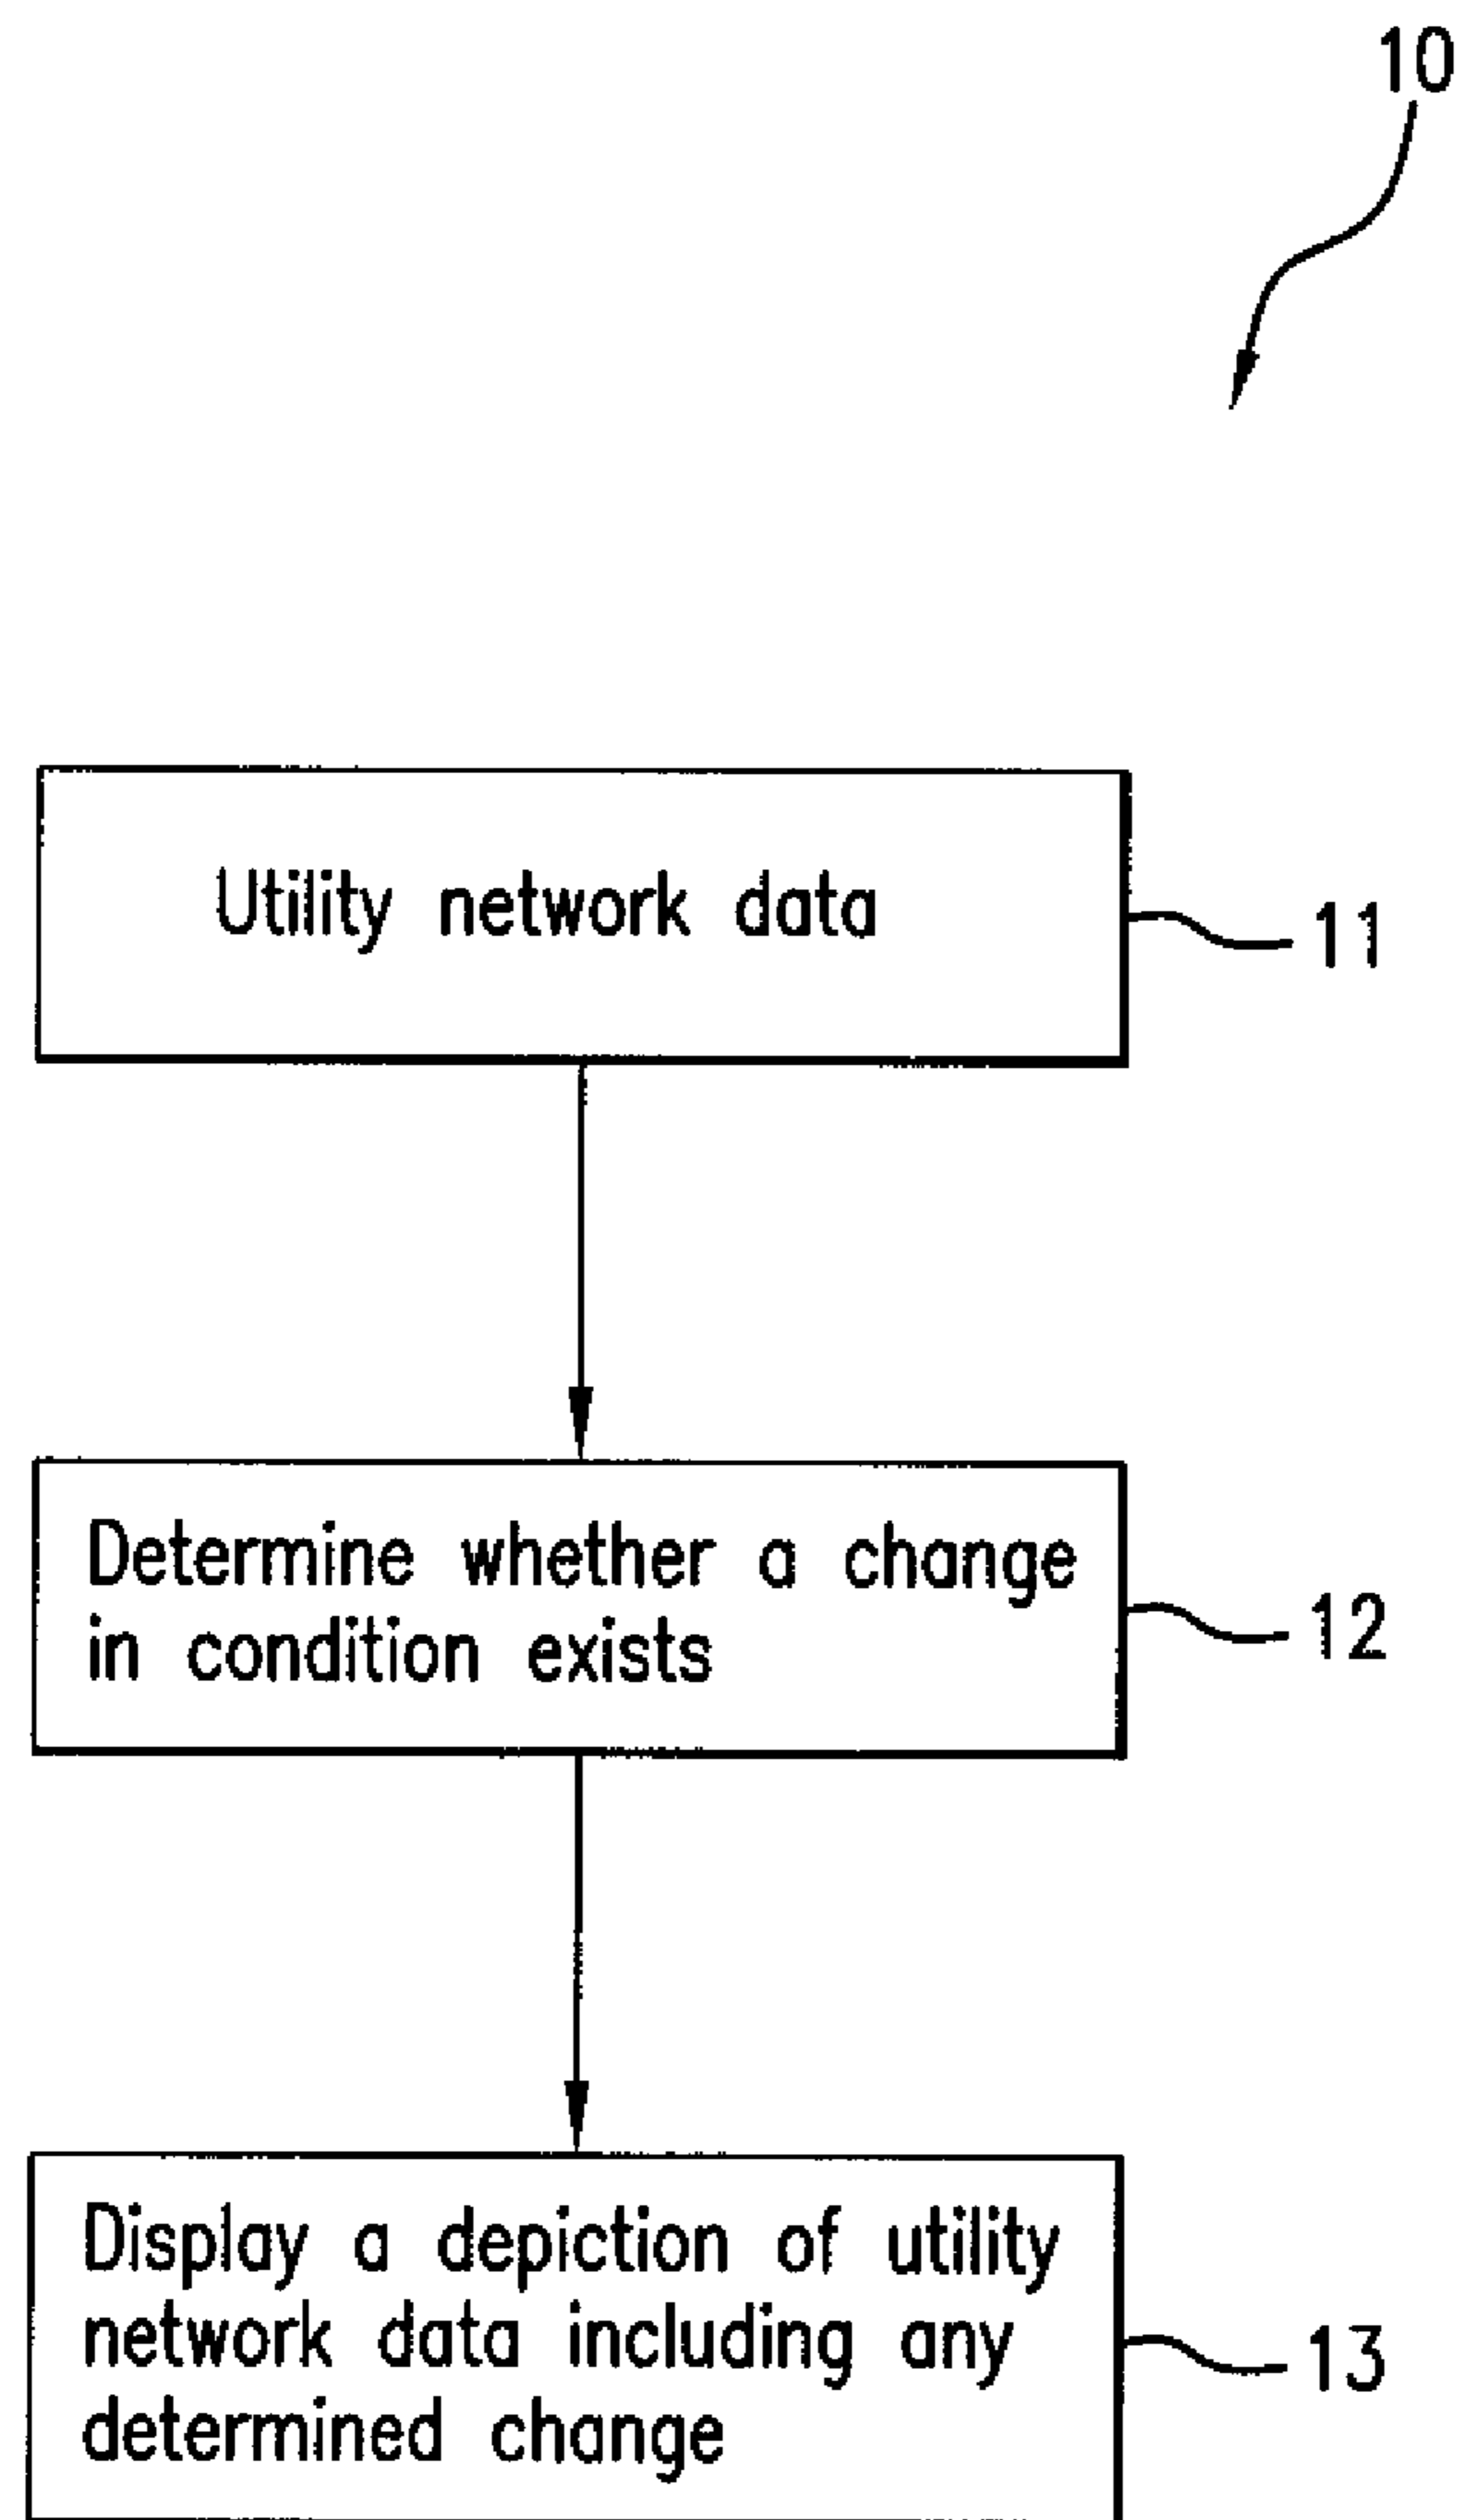 10
Utility network data
11
Determine whether a change
in condition exists
12
Display a depiction of utility
network data including any
determined change
13